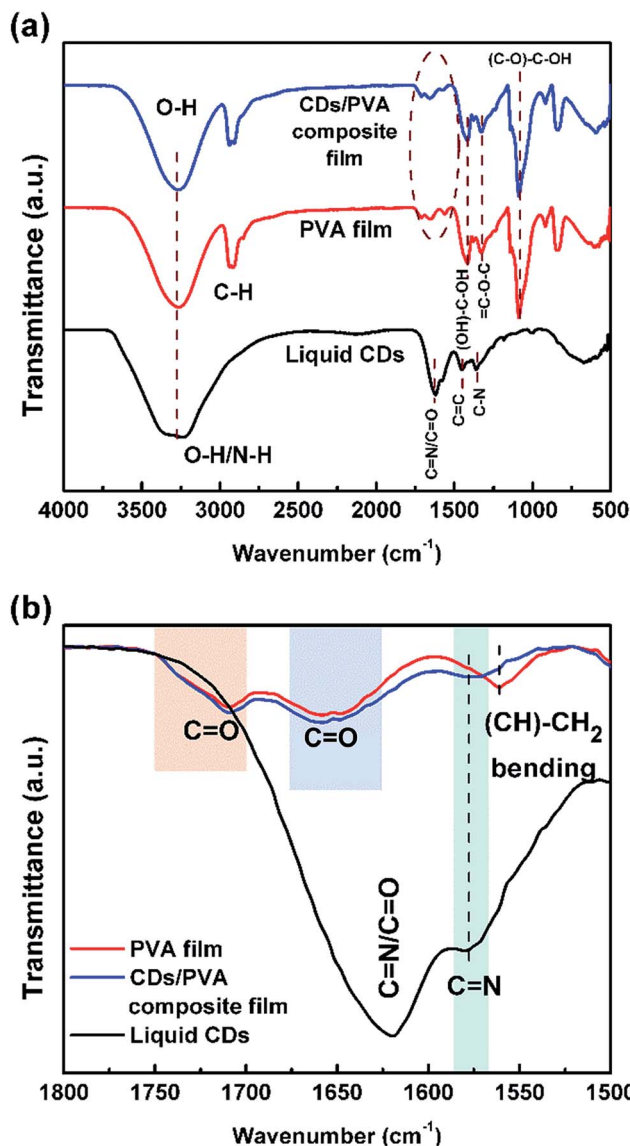 (a)
(C-O)-C-OH
O-H
CDs/PVA
composite
film
PVA film
C-H
Liquid CDs
(OH)-C-OH
=C-O-C
O-H/N-H
C=N/C=O
C=C
C-N
Transmittance (a.u.)
4000 3500 3000 2500 2000 1500 1000 500
Wavenumber (cm-1)
(b)
C=O
C=O
(CH)-CH2
bending
C=N/C=O
C=N
PVA film
CDs/PVA
composite film
Liquid CDs
Transmittance (a.u.)
1800 1750 1700 1650 1600 1550 1500
Wavenumber (cm-1)